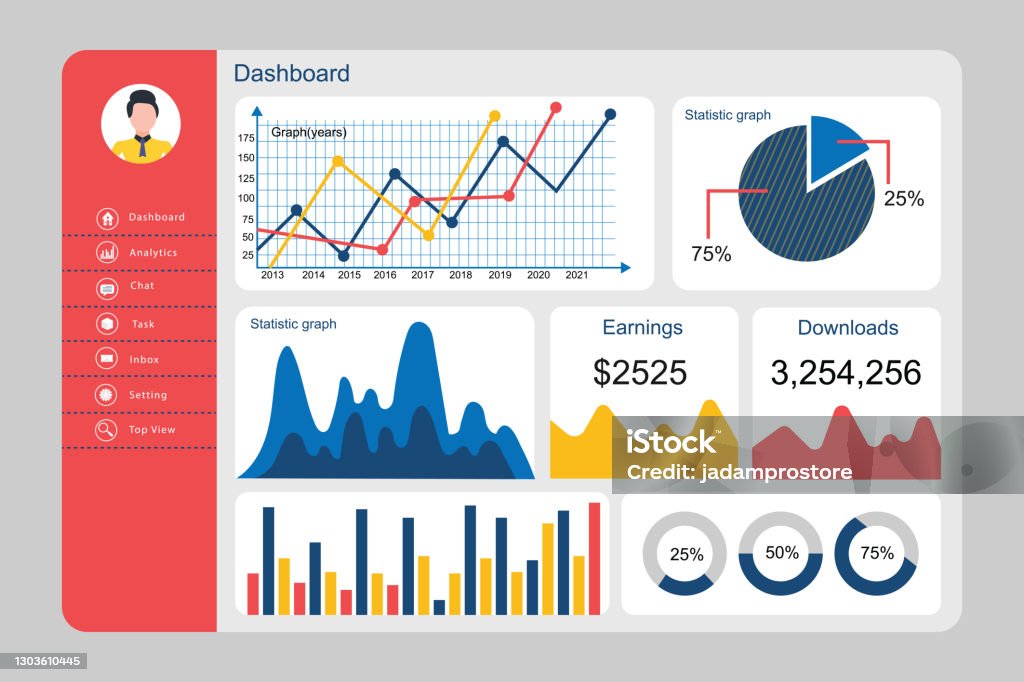 Dashboard
Dashboard
Analytics
Chat
Task
Inbox
Setting
Top View
Graph(years)
175
150
125
100
75
50
25
2013 2014 2015 2016 2017 2018 2019 2020 2021
Statistic graph
25%
75%
Statistic graph
Earnings
$2525
Downloads
3,254,256
iStock™
Credit: jadamprostore
25%
50%
75%
1303610445